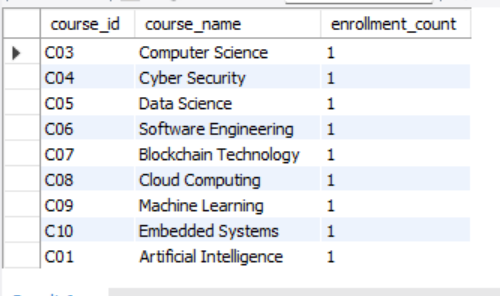 course_id course_name enrollment_count
C03 Computer Science 1
C04 Cyber Security 1
C05 Data Science 1
C06 Software Engineering 1
C07 Blockchain Technology 1
C08 Cloud Computing 1
C09 Machine Learning 1
C10 Embedded Systems 1
C01 Artificial Intelligence 1